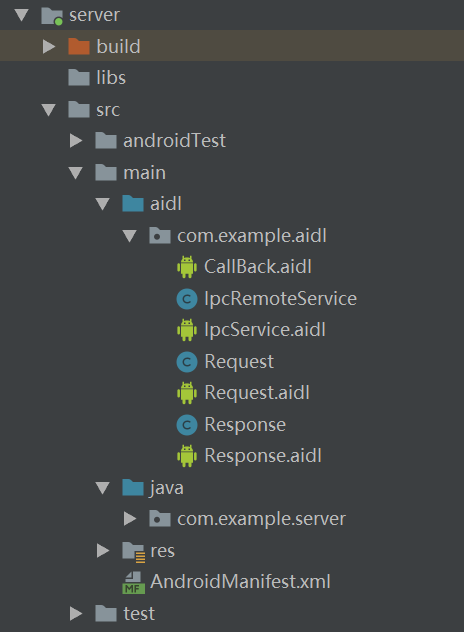 server
build
libs
src
androidTest
main
aidl
com.example.aidl
CallBack.aidl
C IpcRemoteService
IpcService.aidl
C Request
Request.aidl
C Response
Response.aidl
java
com.example.server
res
MF AndroidManifest.xml
test